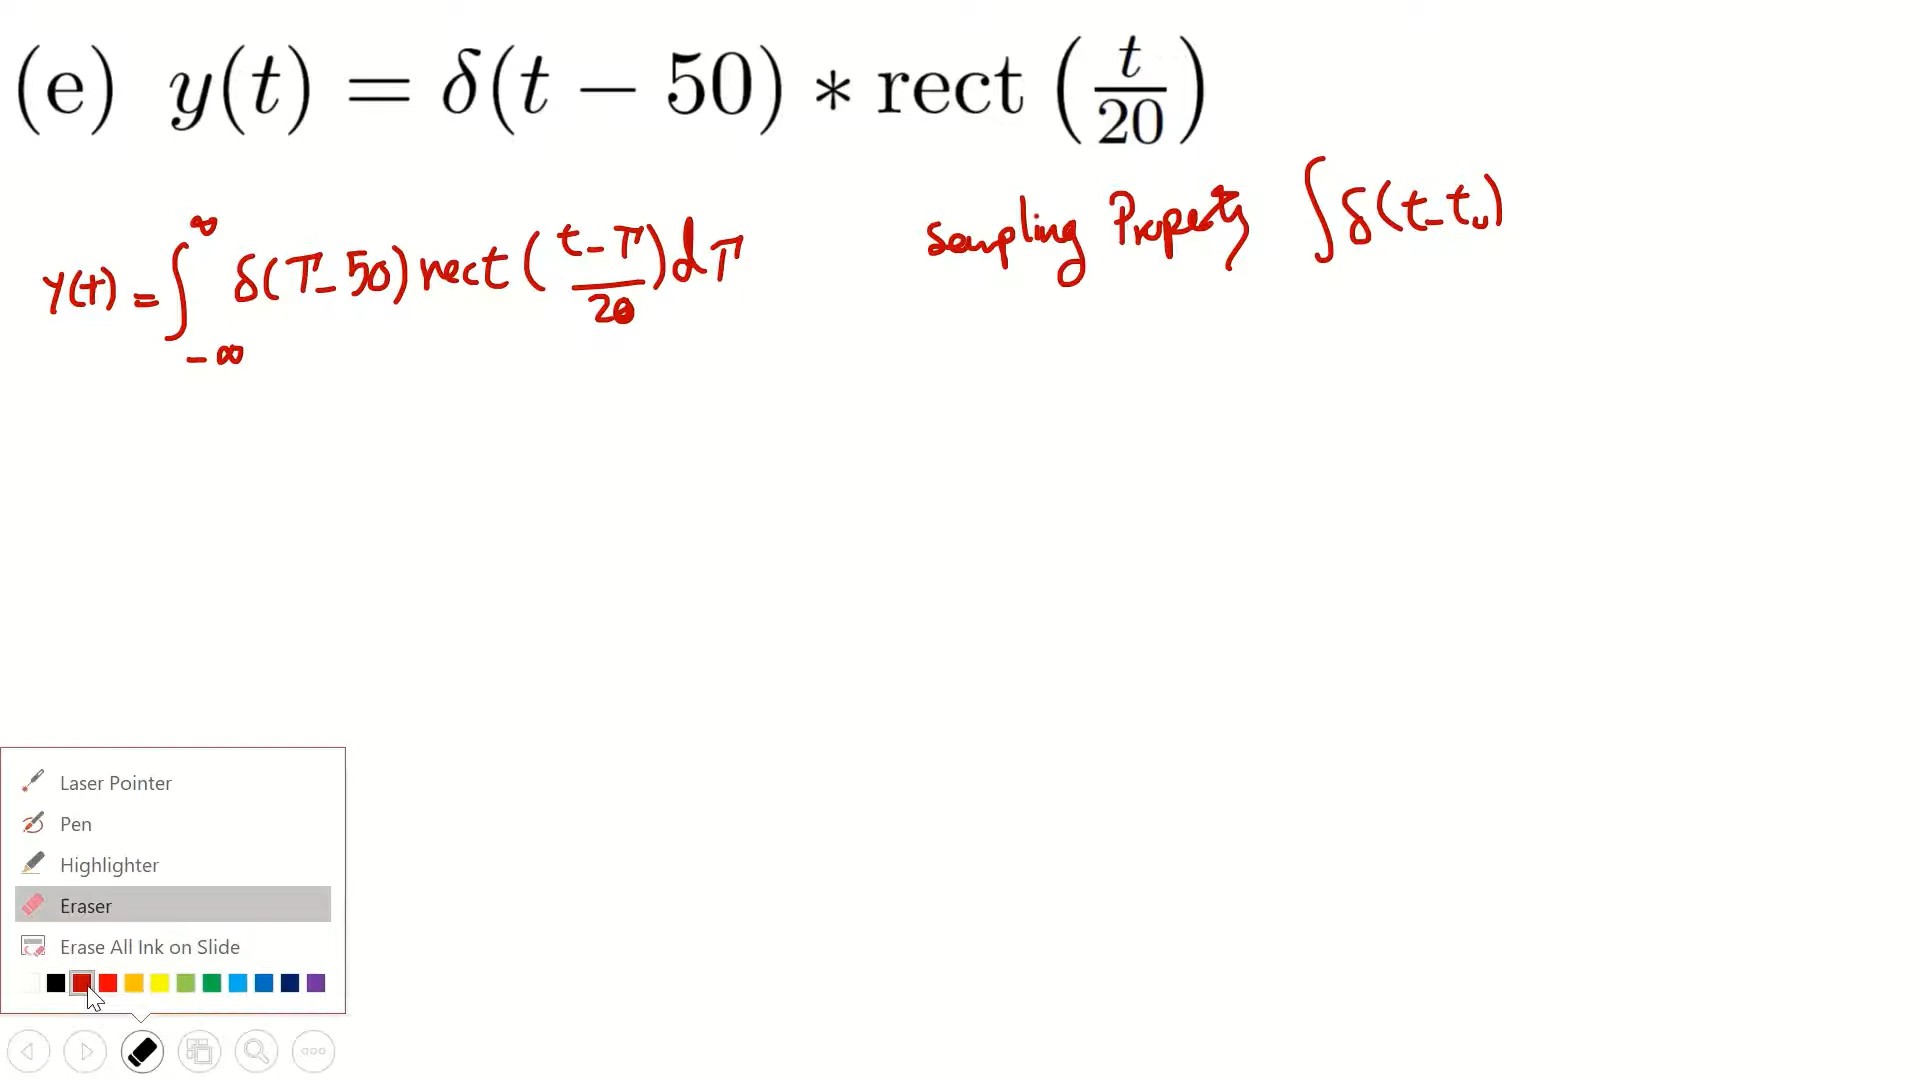 (e) y(t) = δ(t − 50) ∗ rect (t/20)
Sampling Property ∫ δ(t - t₀)
y(t) = ∫_{-∞}^{∞} δ(τ - 50) rect ( (t - τ)/20 ) dτ
Laser Pointer
Pen
Highlighter
Eraser
Erase All Ink on Slide